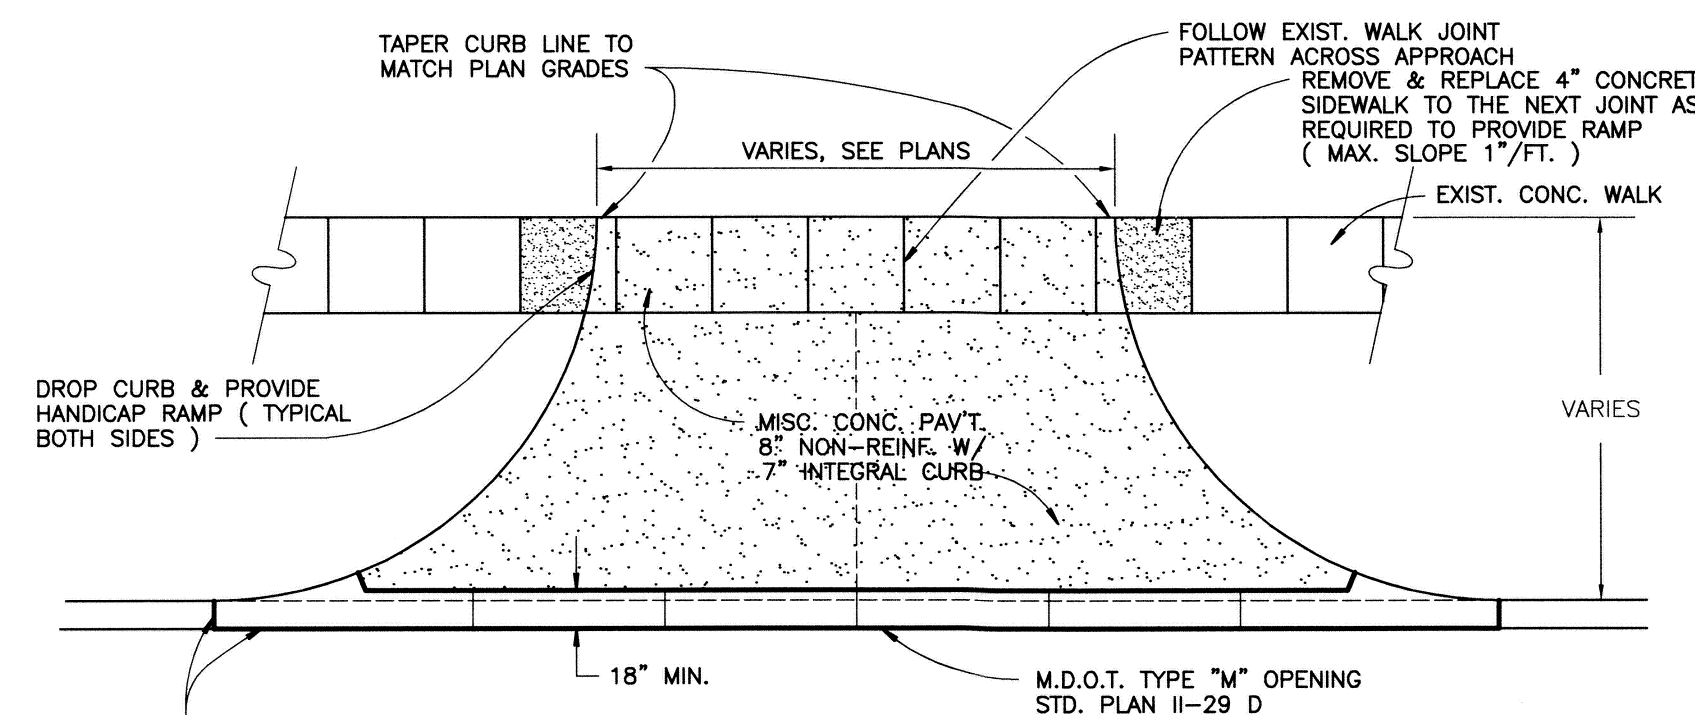 TAPER CURB LINE TO
MATCH PLAN GRADES
FOLLOW EXIST. WALK JOINT
PATTERN ACROSS APPROACH
REMOVE & REPLACE 4" CONCRET
SIDEWALK TO THE NEXT JOINT AS
REQUIRED TO PROVIDE RAMP
( MAX. SLOPE 1"/FT. )
VARIES, SEE PLANS
EXIST. CONC. WALK
DROP CURB & PROVIDE
HANDICAP RAMP ( TYPICAL
BOTH SIDES )
VARIES
MISC. CONC. PAV'T.
8" NON-REINF. W/
7" INTEGRAL CURB
18" MIN.
M.D.O.T. TYPE "M" OPENING
STD. PLAN II-29 D